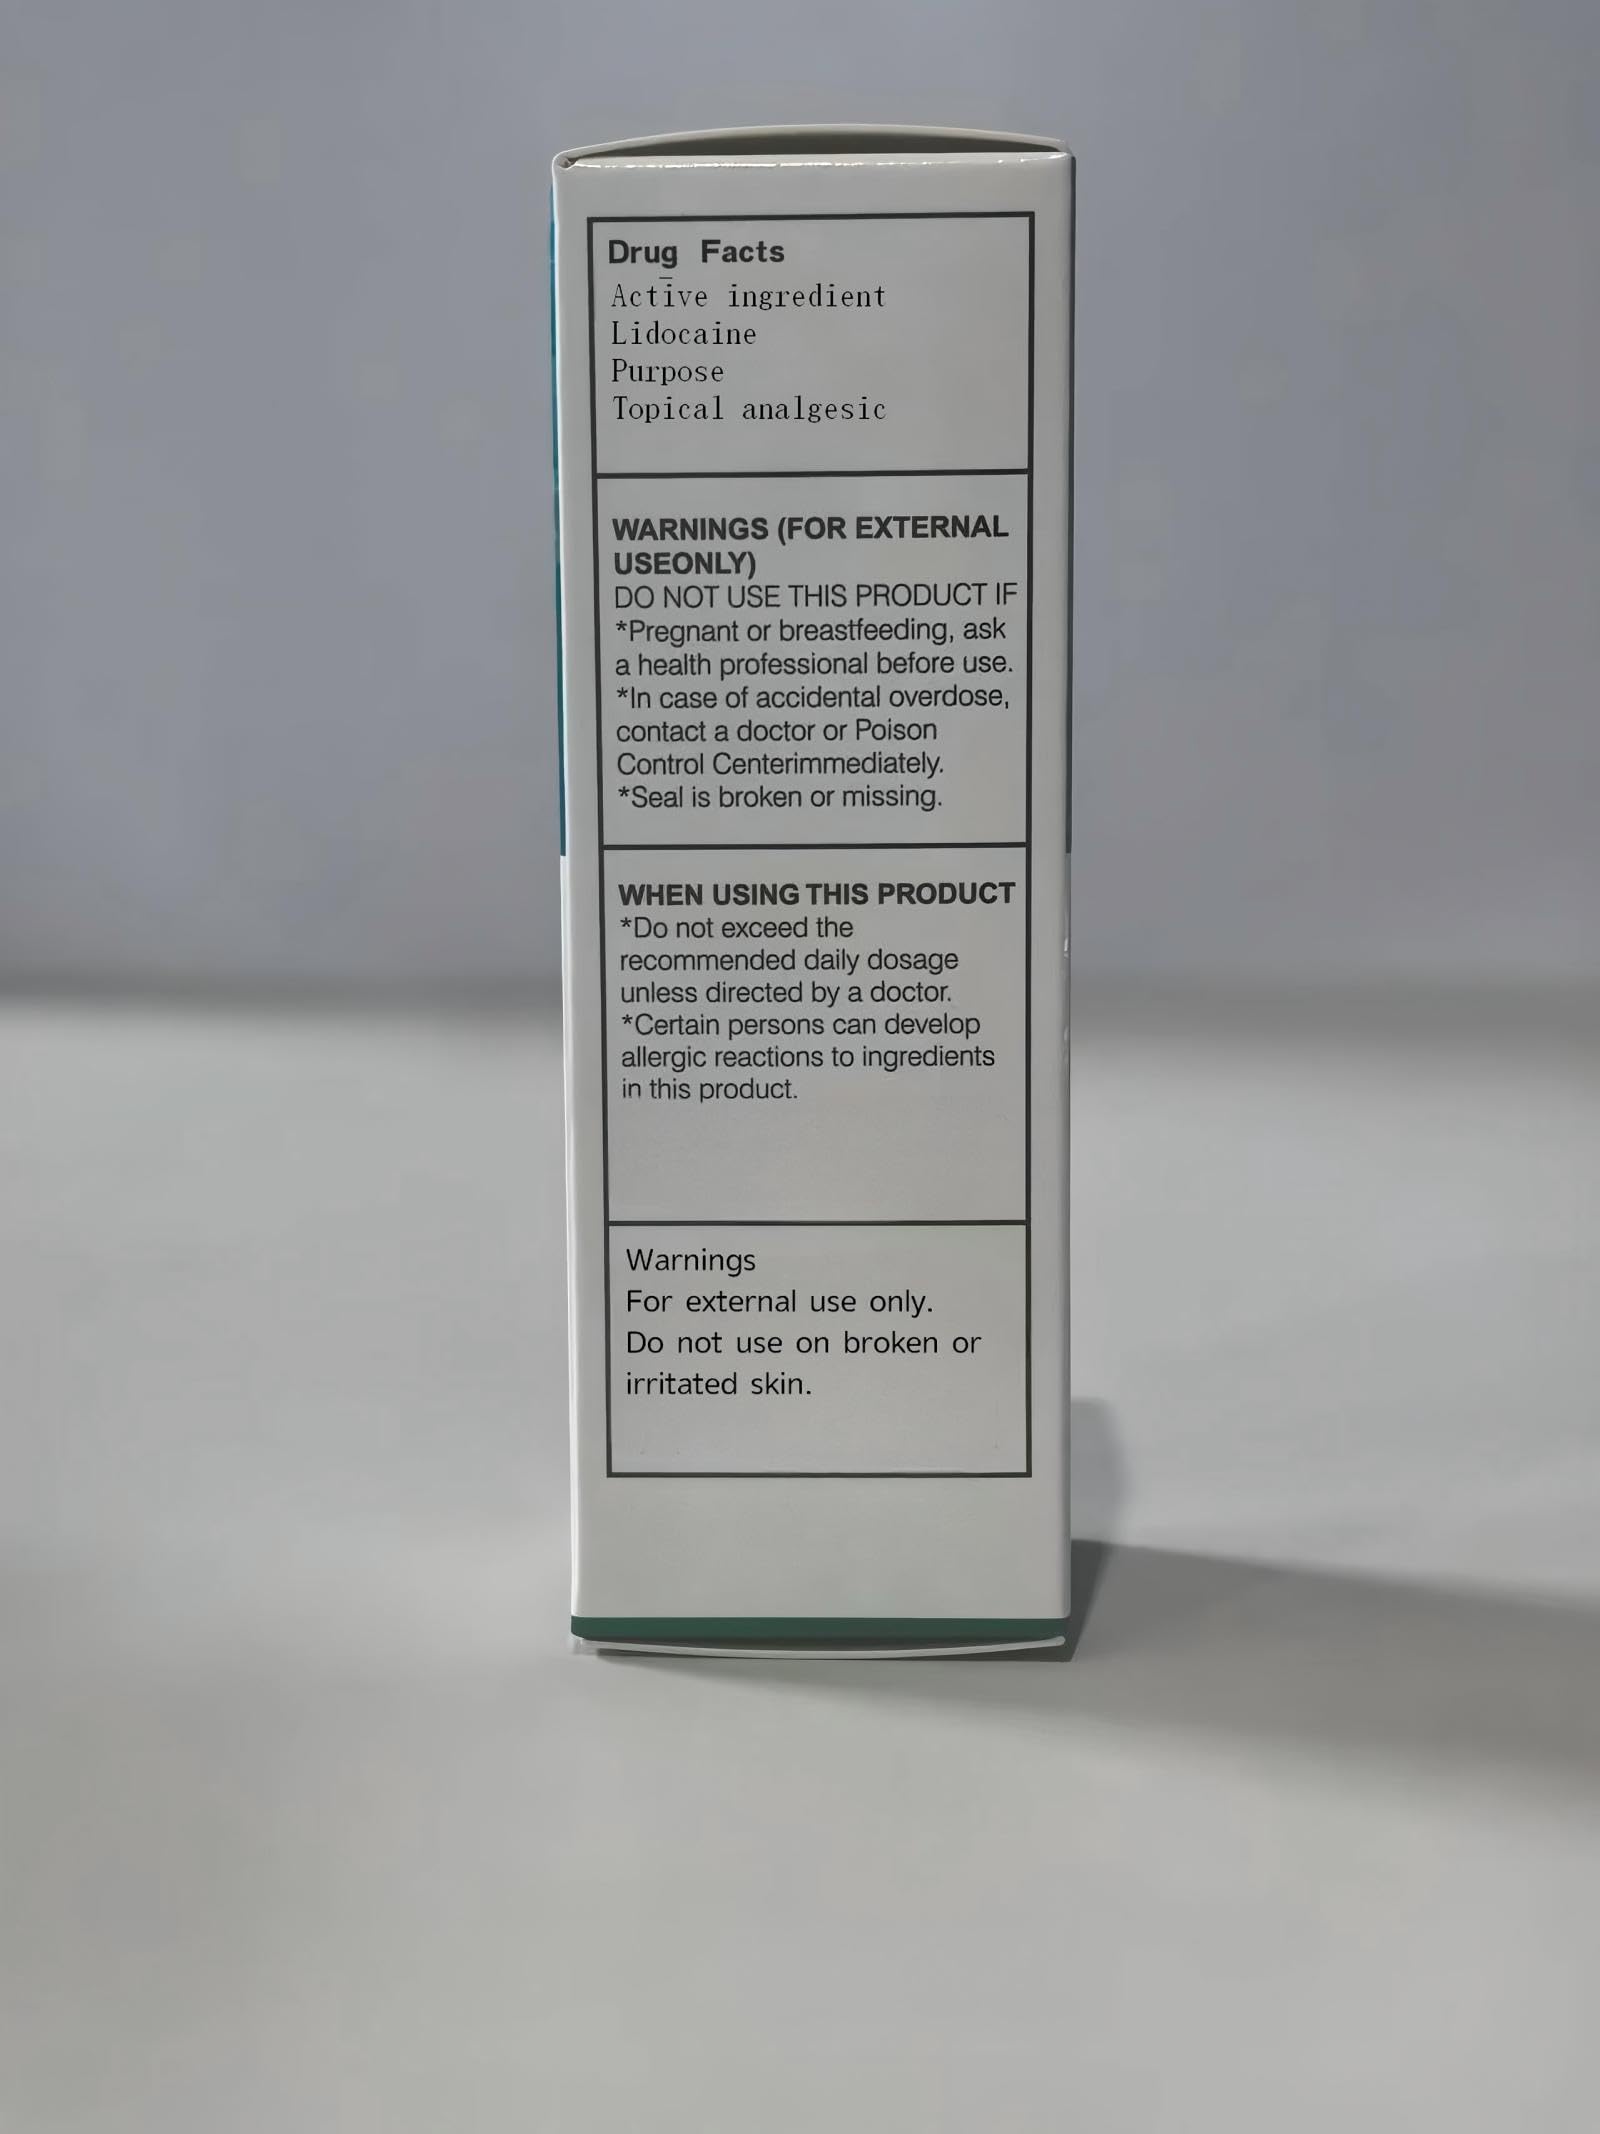 Drug Facts
Active ingredient
Lidocaine
Purpose
Topical analgesic
WARNINGS (FOR EXTERNAL
USEONLY)
DO NOT USE THIS PRODUCT IF
*Pregnant or breastfeeding, ask
a health professional before use.
*In case of accidental overdose,
contact a doctor or Poison
Control Centerimmediately.
*Seal is broken or missing.
WHEN USING THIS PRODUCT
*Do not exceed the
recommended daily dosage
unless directed by a doctor.
*Certain persons can develop
allergic reactions to ingredients
in this product.
Warnings
For external use only.
Do not use on broken or
irritated skin.